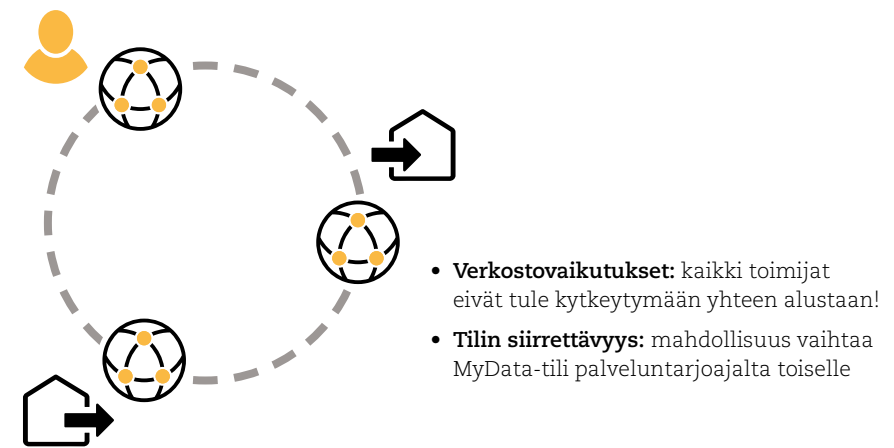 • Verkostovaikutukset: kaikki toimijat
eivät tule kytkeytymään yhteen alustaan!
• Tilin siirrettävyys: mahdollisuus vaihtaa
MyData-tili palveluntarjoajalta toiselle